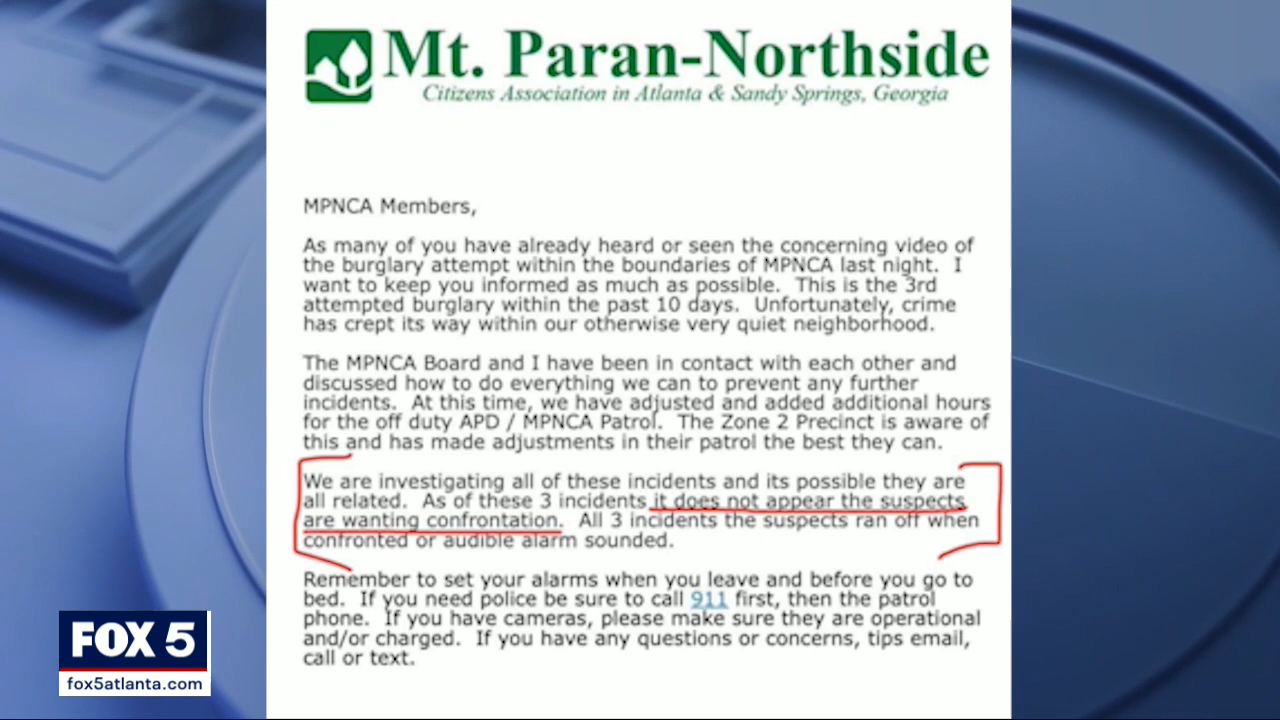 Mt. Paran-Northside
Citizens Association in Atlanta & Sandy Springs, Georgia
MPNCA Members,
As many of you have already heard or seen the concerning video of
the burglary attempt within the boundaries of MPNCA last night.  I
want to keep you informed as much as possible.  This is the 3rd
attempted burglary within the past 10 days.  Unfortunately, crime
has crept its way within our otherwise very quiet neighborhood.
The MPNCA Board and I have been in contact with each other and
discussed how to do everything we can to prevent any further
incidents.  At this time, we have adjusted and added additional hours
for the off duty APD / MPNCA Patrol.  The Zone 2 Precinct is aware of
this and has made adjustments in their patrol the best they can.
We are investigating all of these incidents and its possible they are
all related.  As of these 3 incidents it does not appear the suspects
are wanting confrontation.  All 3 incidents the suspects ran off when
confronted or audible alarm sounded.
Remember to set your alarms when you leave and before you go to
bed.  If you need police be sure to call 911 first, then the patrol
phone.  If you have cameras, please make sure they are operational
and/or charged.  If you have any questions or concerns, tips email,
call or text.
FOX 5
fox5atlanta.com